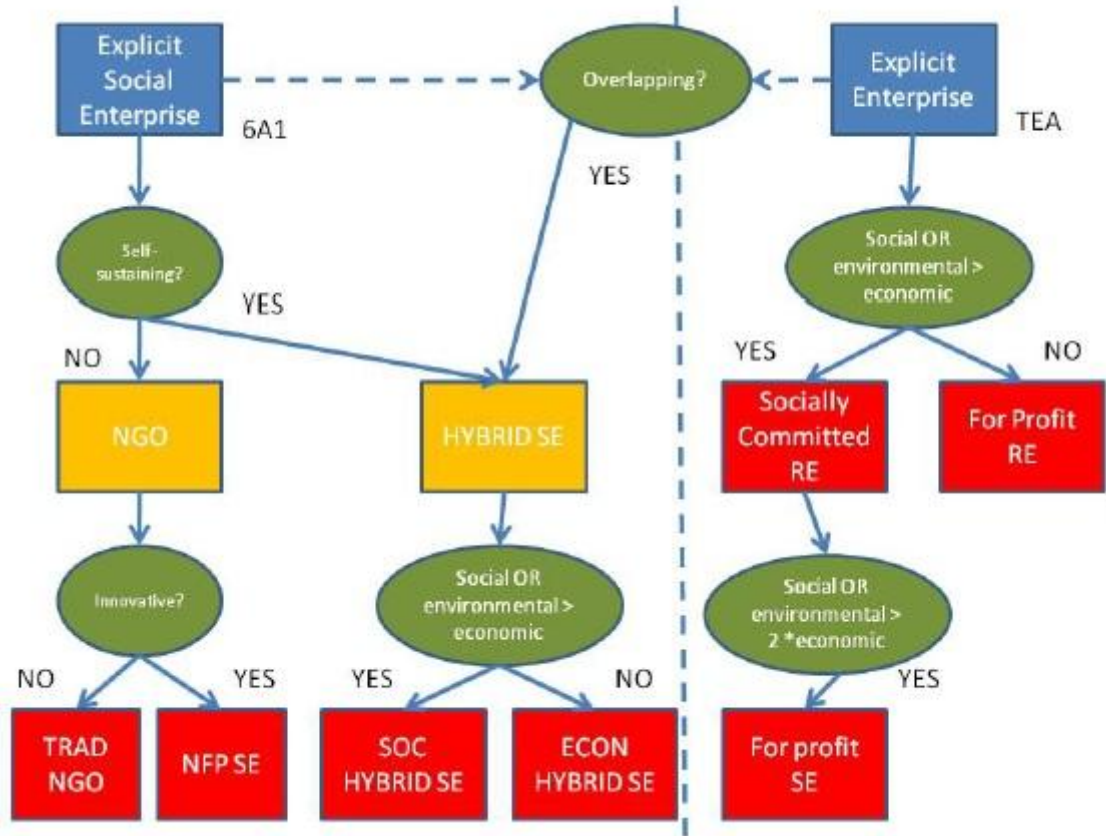 Explicit
Social
Enterprise
Overlapping?
Explicit
Enterprise
6A1
TEA
YES
Self-
sustaining?
Social OR
environmental >
economic
YES
NO
YES
NO
NGO
HYBRID SE
Socially
Committed
RE
For Profit
RE
Innovative?
Social OR
environmental >
economic
Social OR
environmental >
2 *economic
NO
YES
YES
NO
YES
TRAD
NGO
NFP SE
SOC
HYBRID SE
ECON
HYBRID SE
For profit
SE